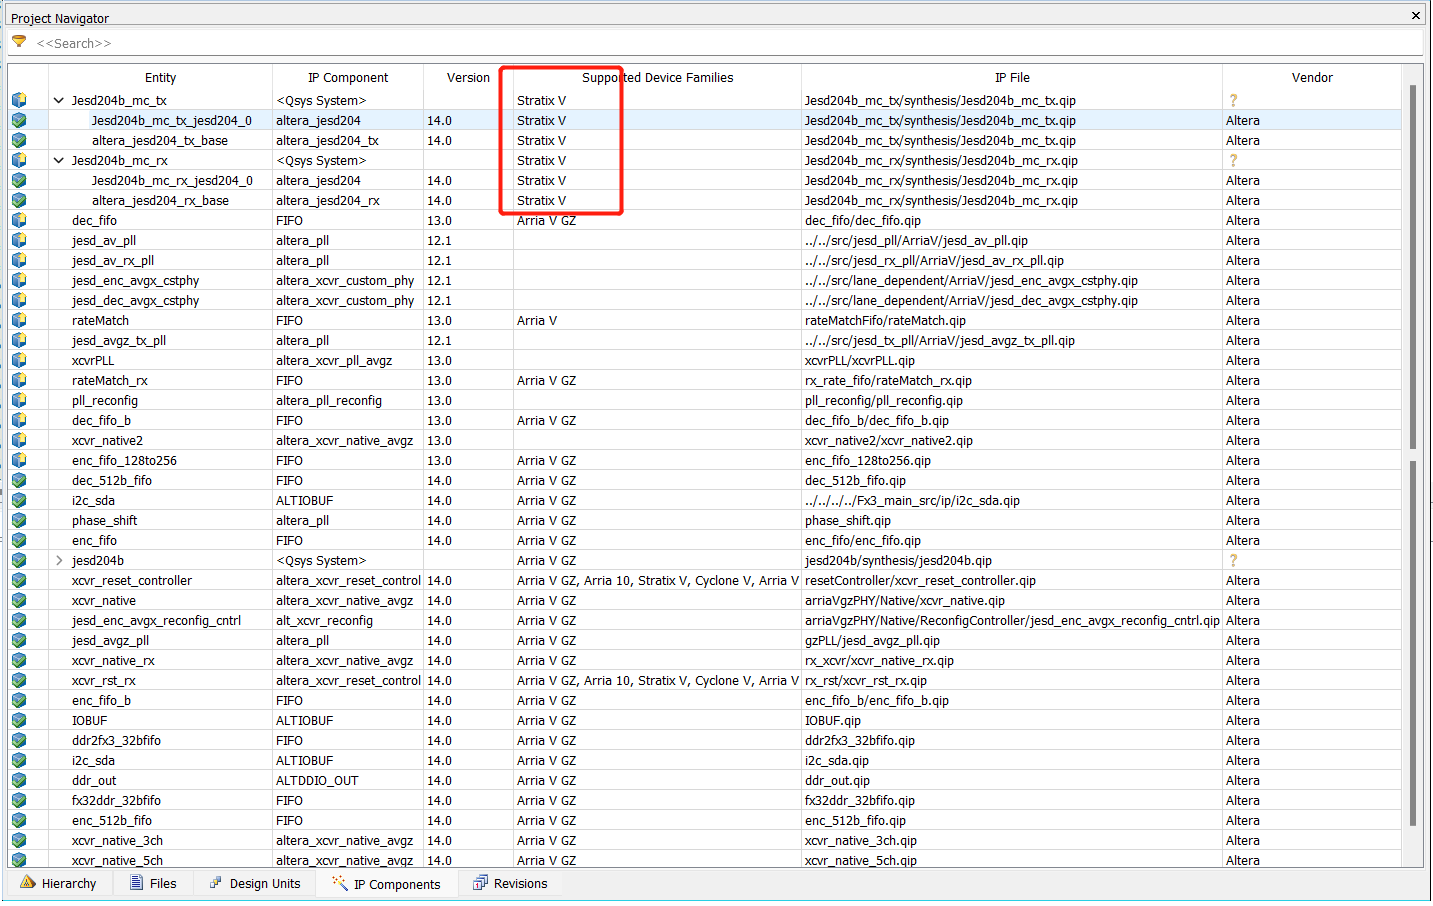 Project Navigator
<<Search>>
Entity IP Component Version Supported Device Families IP File Vendor
Jesd204b_mc_tx <Qsys System> Stratix V Jesd204b_mc_tx/synthesis/Jesd204b_mc_tx.qip ?
Jesd204b_mc_tx_jesd204_0 altera_jesd204 14.0 Stratix V Jesd204b_mc_tx/synthesis/Jesd204b_mc_tx.qip Altera
altera_jesd204_tx_base altera_jesd204_tx 14.0 Stratix V Jesd204b_mc_tx/synthesis/Jesd204b_mc_tx.qip Altera
Jesd204b_mc_rx <Qsys System> Stratix V Jesd204b_mc_rx/synthesis/Jesd204b_mc_rx.qip ?
Jesd204b_mc_rx_jesd204_0 altera_jesd204 14.0 Stratix V Jesd204b_mc_rx/synthesis/Jesd204b_mc_rx.qip Altera
altera_jesd204_rx_base altera_jesd204_rx 14.0 Stratix V Jesd204b_mc_rx/synthesis/Jesd204b_mc_rx.qip Altera
dec_fifo FIFO 13.0 Arria V GZ dec_fifo/dec_fifo.qip Altera
jesd_av_pll altera_pll 12.1 ../../src/jesd_pll/ArriaV/jesd_av_pll.qip Altera
jesd_av_rx_pll altera_pll 12.1 ../../src/jesd_rx_pll/ArriaV/jesd_av_rx_pll.qip Altera
jesd_enc_avgx_cstphy altera_xcvr_custom_phy 12.1 ../../src/lane_dependent/ArriaV/jesd_enc_avgx_cstphy.qip Altera
jesd_dec_avgx_cstphy altera_xcvr_custom_phy 12.1 ../../src/lane_dependent/ArriaV/jesd_dec_avgx_cstphy.qip Altera
rateMatch FIFO 13.0 Arria V rateMatchFifo/rateMatch.qip Altera
jesd_avgz_tx_pll altera_pll 12.1 ../../src/jesd_tx_pll/ArriaV/jesd_avgz_tx_pll.qip Altera
xcvrPLL altera_xcvr_pll_avgz 13.0 xcvrPLL/xcvrPLL.qip Altera
rateMatch_rx FIFO 13.0 Arria V GZ rx_rate_fifo/rateMatch_rx.qip Altera
pll_reconfig altera_pll_reconfig 13.0 pll_reconfig/pll_reconfig.qip Altera
dec_fifo_b FIFO 13.0 Arria V GZ dec_fifo_b/dec_fifo_b.qip Altera
xcvr_native2 altera_xcvr_native_avgz 13.0 xcvr_native2/xcvr_native2.qip Altera
enc_fifo_128to256 FIFO 13.0 Arria V GZ enc_fifo_128to256.qip Altera
dec_512b_fifo FIFO 14.0 Arria V GZ dec_512b_fifo.qip Altera
i2c_sda ALTIOBUF 14.0 Arria V GZ ../../../../Fx3_main_src/ip/i2c_sda.qip Altera
phase_shift altera_pll 14.0 Arria V GZ phase_shift.qip Altera
enc_fifo FIFO 14.0 Arria V GZ enc_fifo/enc_fifo.qip Altera
jesd204b <Qsys System> Arria V GZ jesd204b/synthesis/jesd204b.qip ?
xcvr_reset_controller altera_xcvr_reset_control 14.0 Arria V GZ, Arria 10, Stratix V, Cyclone V, Arria V resetController/xcvr_reset_controller.qip Altera
xcvr_native altera_xcvr_native_avgz 14.0 Arria V GZ arriaVgzPHY/Native/xcvr_native.qip Altera
jesd_enc_avgx_reconfig_cntrl alt_xcvr_reconfig 14.0 Arria V GZ arriaVgzPHY/Native/ReconfigController/jesd_enc_avgx_reconfig_cntrl.qip Altera
jesd_avgz_pll altera_pll 14.0 Arria V GZ gzPLL/jesd_avgz_pll.qip Altera
xcvr_native_rx altera_xcvr_native_avgz 14.0 Arria V GZ rx_xcvr/xcvr_native_rx.qip Altera
xcvr_rst_rx altera_xcvr_reset_control 14.0 Arria V GZ, Arria 10, Stratix V, Cyclone V, Arria V rx_rst/xcvr_rst_rx.qip Altera
enc_fifo_b FIFO 14.0 Arria V GZ enc_fifo_b/enc_fifo_b.qip Altera
IOBUF ALTIOBUF 14.0 Arria V GZ IOBUF.qip Altera
ddr2fx3_32bfifo FIFO 14.0 Arria V GZ ddr2fx3_32bfifo.qip Altera
i2c_sda ALTIOBUF 14.0 Arria V GZ i2c_sda.qip Altera
ddr_out ALTDDIO_OUT 14.0 Arria V GZ ddr_out.qip Altera
fx32ddr_32bfifo FIFO 14.0 Arria V GZ fx32ddr_32bfifo.qip Altera
enc_512b_fifo FIFO 14.0 Arria V GZ enc_512b_fifo.qip Altera
xcvr_native_3ch altera_xcvr_native_avgz 14.0 Arria V GZ xcvr_native_3ch.qip Altera
xcvr_native_5ch altera_xcvr_native_avgz 14.0 Arria V GZ xcvr_native_5ch.qip Altera
Hierarchy Files Design Units IP Components Revisions